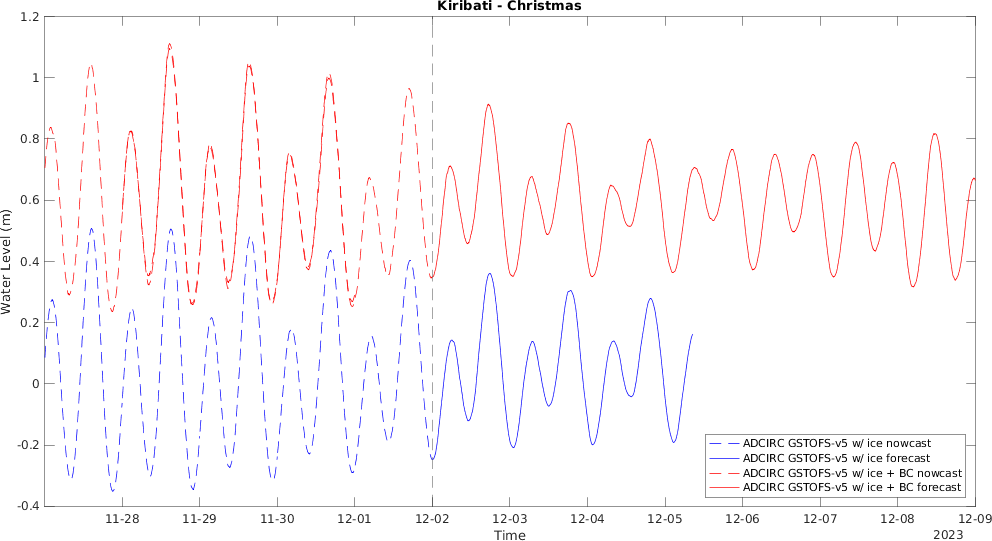 Kiribati - Christmas
1.2
1
0.8
0.6
0.4
0.2
0
-0.2
-0.4
Water Level (m)
11-28 11-29 11-30 12-01 12-02 12-03 12-04 12-05 12-06 12-07 12-08 12-09
Time
2023
ADCIRC GSTOFS-v5 w/ ice nowcast
ADCIRC GSTOFS-v5 w/ ice forecast
ADCIRC GSTOFS-v5 w/ ice + BC nowcast
ADCIRC GSTOFS-v5 w/ ice + BC forecast